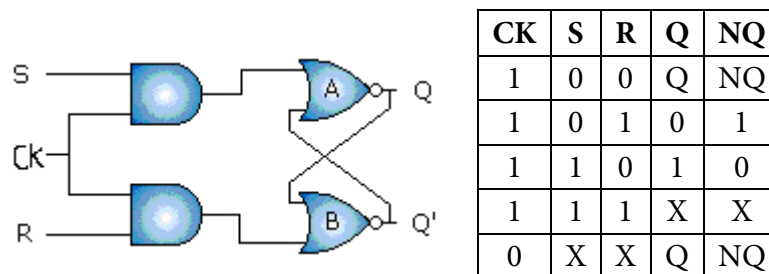 S
A
Q
Ck
R
B
Q'
CK S R Q NQ
1 0 0 Q NQ
1 0 1 0 1
1 1 0 1 0
1 1 1 X X
0 X X Q NQ